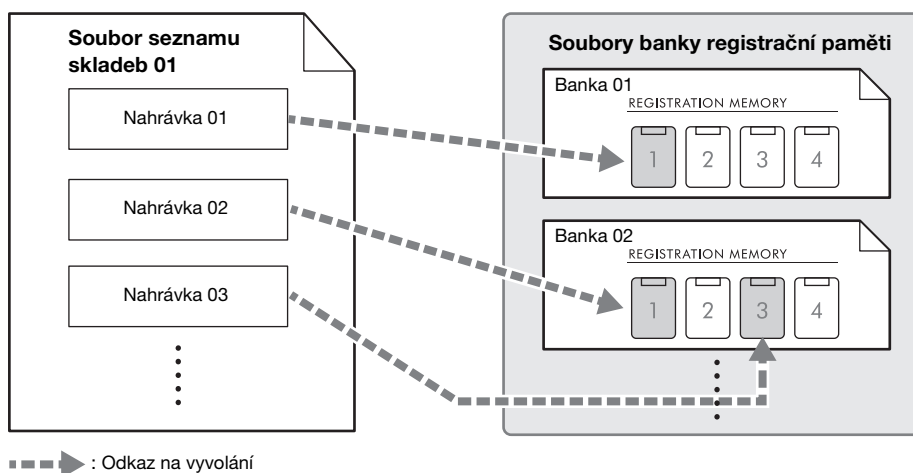 Soubor seznamu
skladeb 01
Nahrávka 01
Nahrávka 02
Nahrávka 03
Soubory banky registrační paměti
Banka 01
REGISTRATION MEMORY
1 2 3 4
Banka 02
REGISTRATION MEMORY
1 2 3 4
: Odkaz na vyvolání